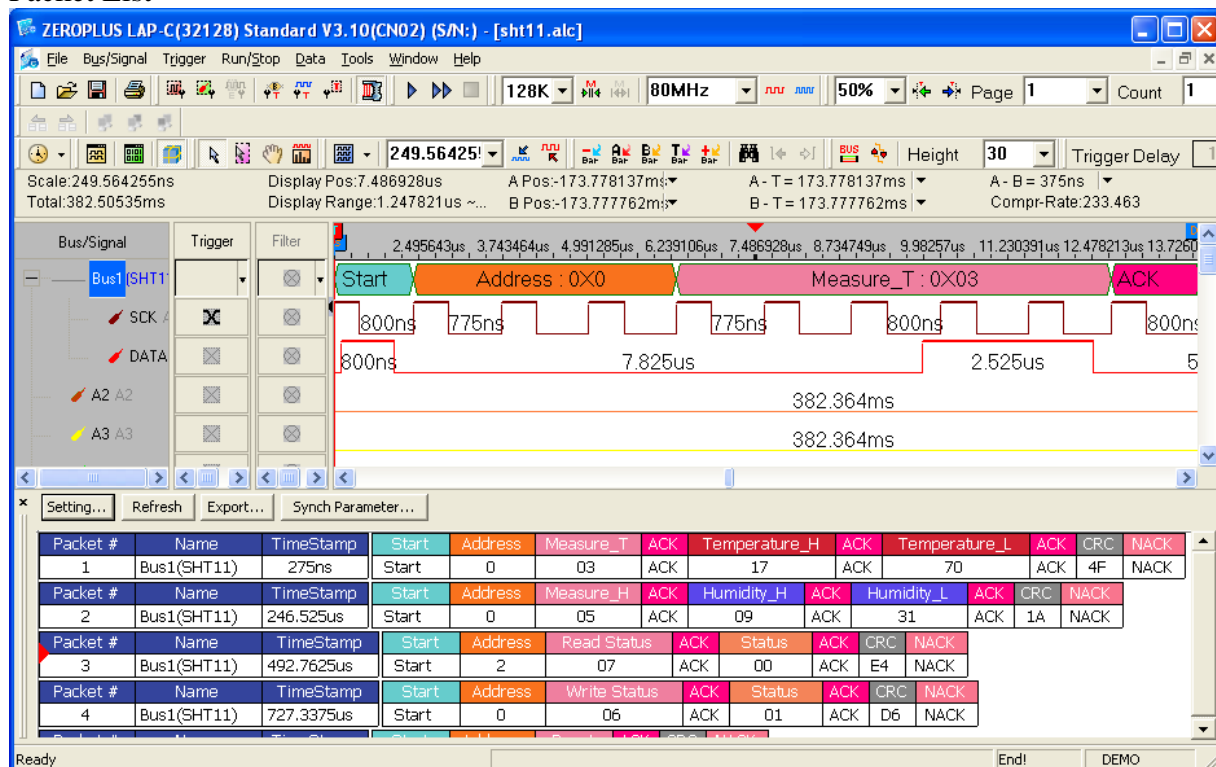 ZEROPLUS LAP-C(32128) Standard V3.10(CN02) (S/N:) - [sht11.alc]
File Bus/Signal Trigger Run/Stop Data Tools Window Help
128K 80MHz 50% Page 1 Count 1
249.5642 Height 30 Trigger Delay
Scale:249.564255ns Display Pos:7.486928us A Pos:-173.778137ms A - T = 173.778137ms A - B = 375ns
Total:382.50535ms Display Range:1.247821us ~... B Pos:-173.777762ms B - T = 173.777762ms Compr-Rate:233.463
Bus/Signal Trigger Filter 2.495643us 3.743464us 4.991285us 6.239106us 7.486928us 8.734749us 9.98257us 11.230391us 12.478213us 13.7260
Bus1 (SHT11 Start Address : 0X0 Measure_T : 0X03 ACK
SCK 800ns 775ns 775ns 800ns 800ns
DATA 800ns 7.825us 2.525us 5
A2 A2 382.364ms
A3 A3 382.364ms
Setting... Refresh Export... Synch Parameter...
Packet # Name TimeStamp Start Address Measure_T ACK Temperature_H ACK Temperature_L ACK CRC NACK
1 Bus1(SHT11) 275ns Start 0 03 ACK 17 ACK 70 ACK 4F NACK
Packet # Name TimeStamp Start Address Measure_H ACK Humidity_H ACK Humidity_L ACK CRC NACK
2 Bus1(SHT11) 246.525us Start 0 05 ACK 09 ACK 31 ACK 1A NACK
Packet # Name TimeStamp Start Address Read Status ACK Status ACK CRC NACK
3 Bus1(SHT11) 492.7625us Start 2 07 ACK 00 ACK E4 NACK
Packet # Name TimeStamp Start Address Write Status ACK Status ACK CRC NACK
4 Bus1(SHT11) 727.3375us Start 0 06 ACK 01 ACK D6 NACK
Ready End! DEMO